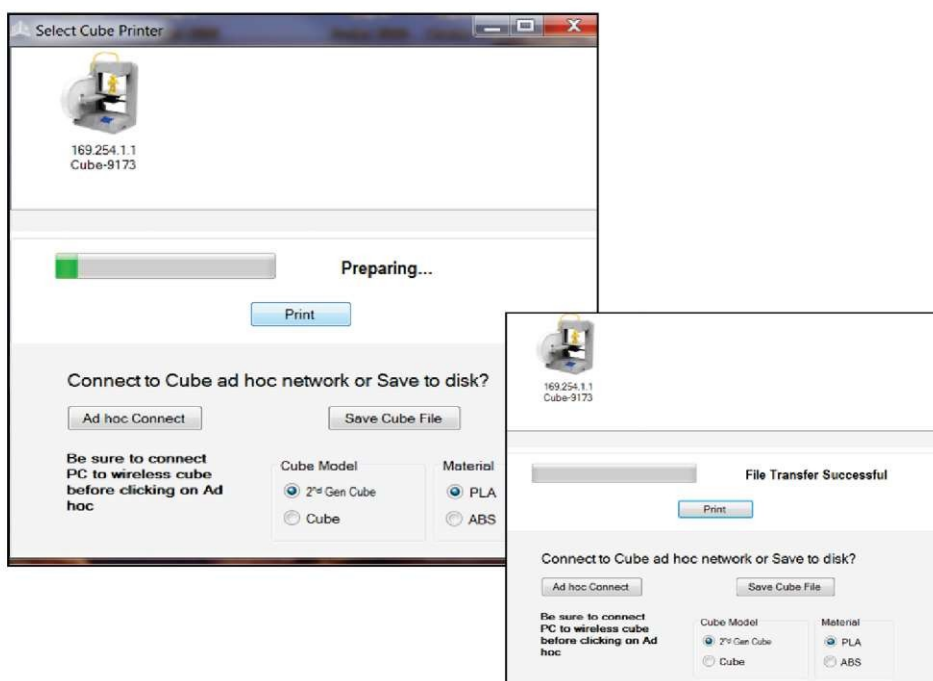 Select Cube Printer
169.254.1.1
Cube-9173
Preparing...
Print
Connect to Cube ad hoc network or Save to disk?
Ad hoc Connect
Save Cube File
Be sure to connect
PC to wireless cube
before clicking on Ad
hoc
Cube Model
2nd Gen Cube
Cube
Material
PLA
ABS
169.254.1.1
Cube-9173
File Transfer Successful
Print
Connect to Cube ad hoc network or Save to disk?
Ad hoc Connect
Save Cube File
Be sure to connect
PC to wireless cube
before clicking on Ad
hoc
Cube Model
2nd Gen Cube
Cube
Material
PLA
ABS